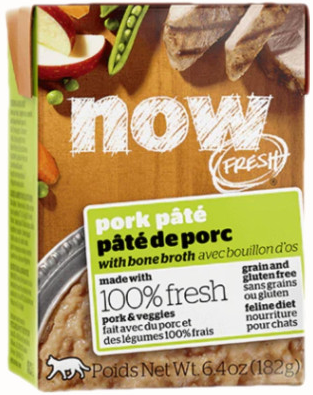 now
FRESH
pork pâté
pâté de porc
with bone broth avec bouillon d'os
made with
100% fresh
pork & veggies
fait avec du porc et
des légumes 100% frais
grain and
gluten free
sans grains
ou gluten
feline diet
nourriture
pour chats
Poids Net Wt. 6.4oz (182g)